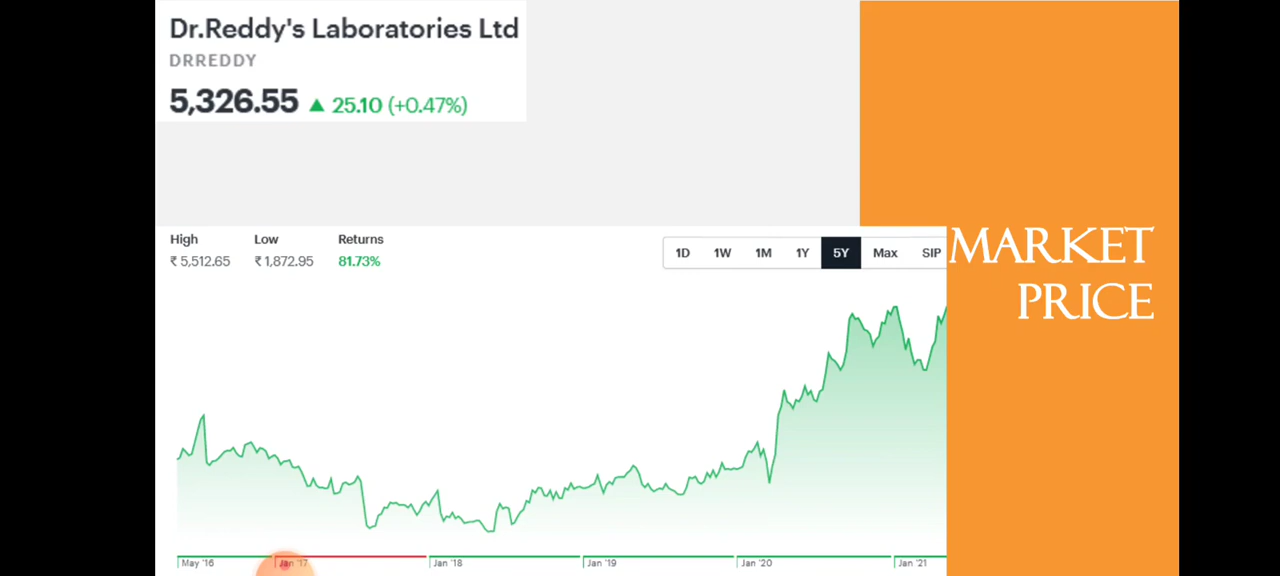 Dr.Reddy's Laboratories Ltd
DRREDDY
5,326.55 ▲ 25.10 (+0.47%)
High Low Returns
₹ 5,512.65 ₹ 1,872.95 81.73%
1D 1W 1M 1Y 5Y Max SIP
MARKET
PRICE
May '16 Jan '17 Jan '18 Jan '19 Jan '20 Jan '21